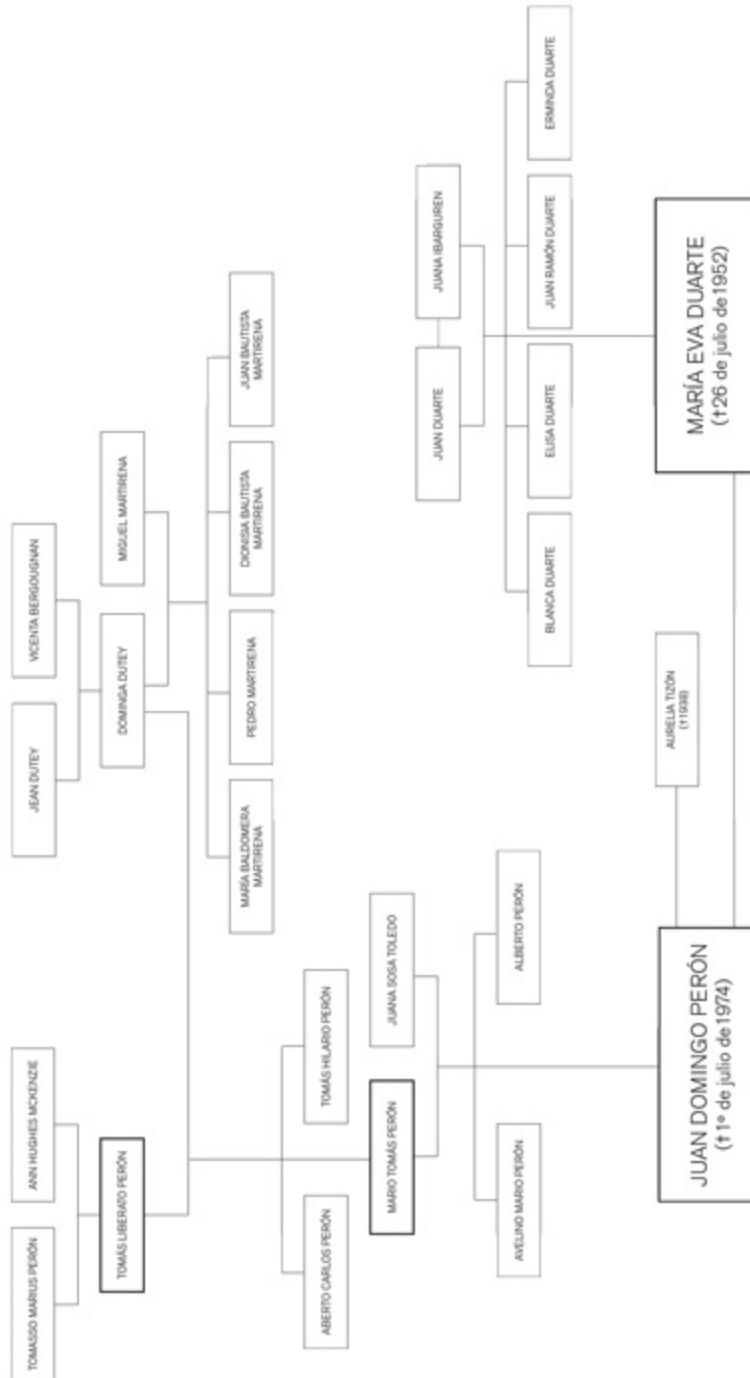 TOMASSO MARIUS PERÓN
ANN HUGHES MCKENZIE
JEAN DUTEY
VICENTA BERGOUGNAN
TOMÁS LIBERATO PERÓN
DOMINGA DUTEY
MIGUEL MARTIRENA
MARÍA BALDOMERA
MARTIRENA
PEDRO MARTIRENA
DIONISIA BAUTISTA
MARTIRENA
JUAN BAUTISTA
MARTIRENA
ABERTO CARLOS PERÓN
TOMÁS HILARIO PERÓN
MARIO TOMÁS PERÓN
JUANA SOSA TOLEDO
JUAN DUARTE
JUANA IBARGUREN
AVELINO MARIO PERÓN
ALBERTO PERÓN
BLANCA DUARTE
ELISA DUARTE
JUAN RAMÓN DUARTE
ERMINDA DUARTE
JUAN DOMINGO PERÓN
(†1º de julio de 1974)
AURELIA TIZÓN
(†1938)
MARÍA EVA DUARTE
(†26 de julio de 1952)